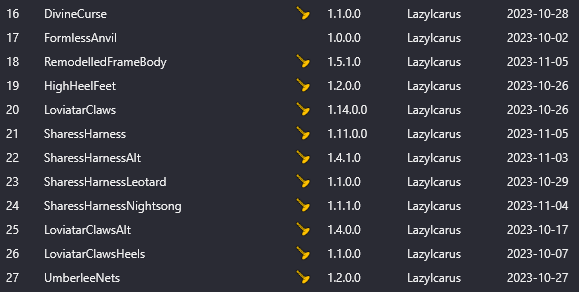 16 DivineCurse 1.1.0.0 LazyIcarus 2023-10-28
17 FormlessAnvil 1.0.0.0 LazyIcarus 2023-10-02
18 RemodelledFrameBody 1.5.1.0 LazyIcarus 2023-11-05
19 HighHeelFeet 1.2.0.0 LazyIcarus 2023-10-26
20 LoviatarClaws 1.14.0.0 LazyIcarus 2023-10-26
21 SharessHarness 1.11.0.0 LazyIcarus 2023-11-05
22 SharessHarnessAlt 1.4.1.0 LazyIcarus 2023-11-03
23 SharessHarnessLeotard 1.1.0.0 LazyIcarus 2023-10-29
24 SharessHarnessNightsong 1.1.1.0 LazyIcarus 2023-11-04
25 LoviatarClawsAlt 1.4.0.0 LazyIcarus 2023-10-17
26 LoviatarClawsHeels 1.1.0.0 LazyIcarus 2023-10-07
27 UmberleeNets 1.2.0.0 LazyIcarus 2023-10-27